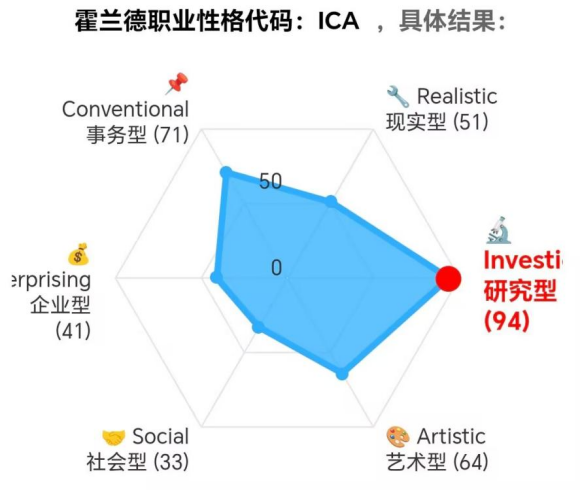 霍兰德职业性格代码：ICA ，具体结果：
Conventional
事务型 (71)
Realistic
现实型 (51)
50
0
erprising
企业型
(41)
Investi
研究型
(94)
Social
社会型 (33)
Artistic
艺术型 (64)